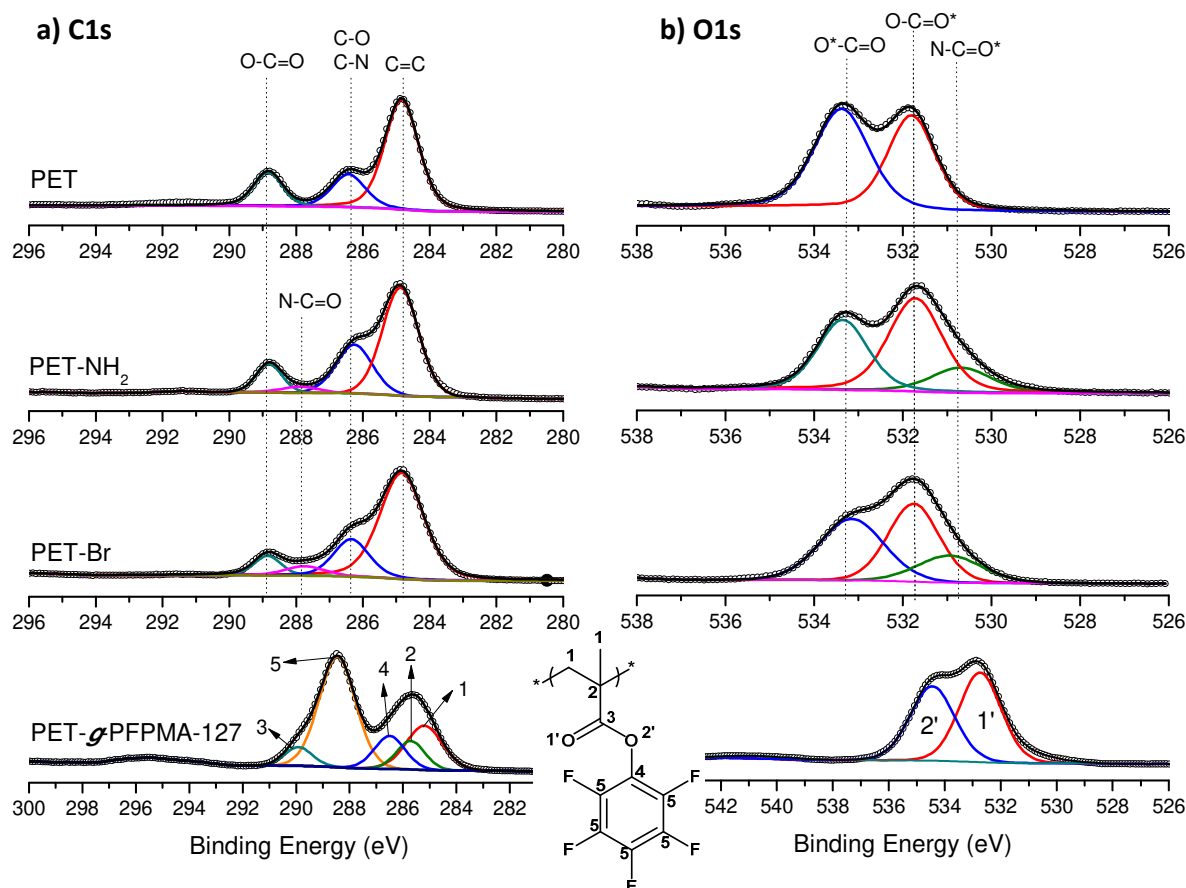 a) C1s
O-C=O
C-O
C-N
C=C
PET
296 294 292 290 288 286 284 282 280
N-C=O
PET-NH2
296 294 292 290 288 286 284 282 280
PET-Br
296 294 292 290 288 286 284 282 280
5
3
4
2
1
PET-g-PFPMA-127
300 298 296 294 292 290 288 286 284 282
Binding Energy (eV)
b) O1s
O*-C=O
O-C=O*
N-C=O*
538 536 534 532 530 528 526
538 536 534 532 530 528 526
538 536 534 532 530 528 526
2' 1'
542 540 538 536 534 532 530 528 526
Binding Energy (eV)
1
1
* 2 *
3
O 1' O 2'
4
F 5 5 F
F 5 5 5 F
F